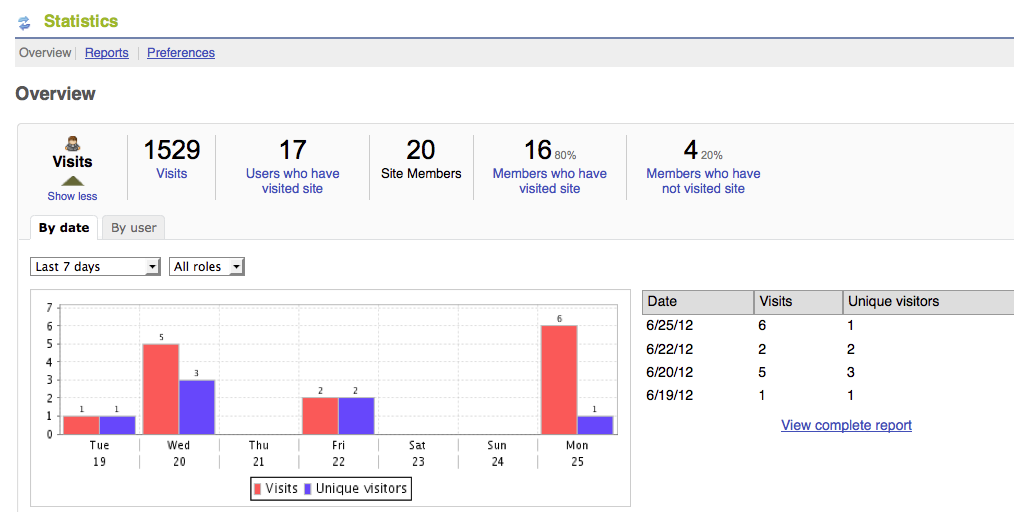 Statistics
Overview Reports Preferences
Overview
Visits
Show less
1529
Visits
17
Users who have
visited site
20
Site Members
16 80%
Members who have
visited site
4 20%
Members who have
not visited site
By date By user
Last 7 days All roles
7
6
5
4
3
2
1
0
1 1 5 3 2 2 6 1
Tue Wed Thu Fri Sat Sun Mon
19 20 21 22 23 24 25
Visits Unique visitors
Date Visits Unique visitors
6/25/12 6 1
6/22/12 2 2
6/20/12 5 3
6/19/12 1 1
View complete report